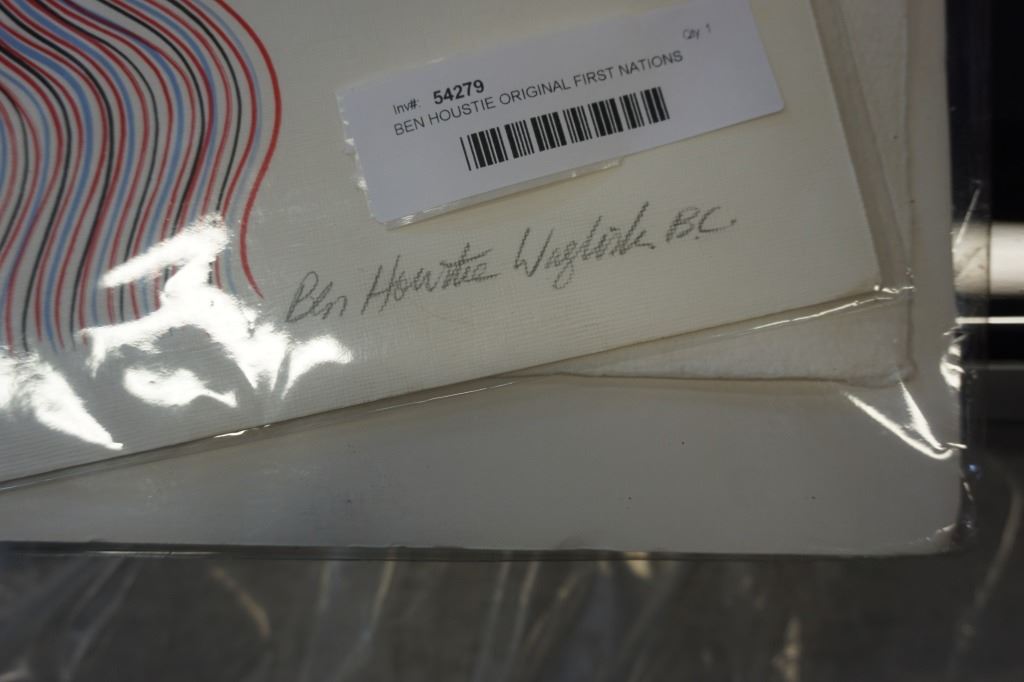 Qty 1
Inv#: 54279
BEN HOUSTIE ORIGINAL FIRST NATIONS
Ben Houstie Waglisla B.C.